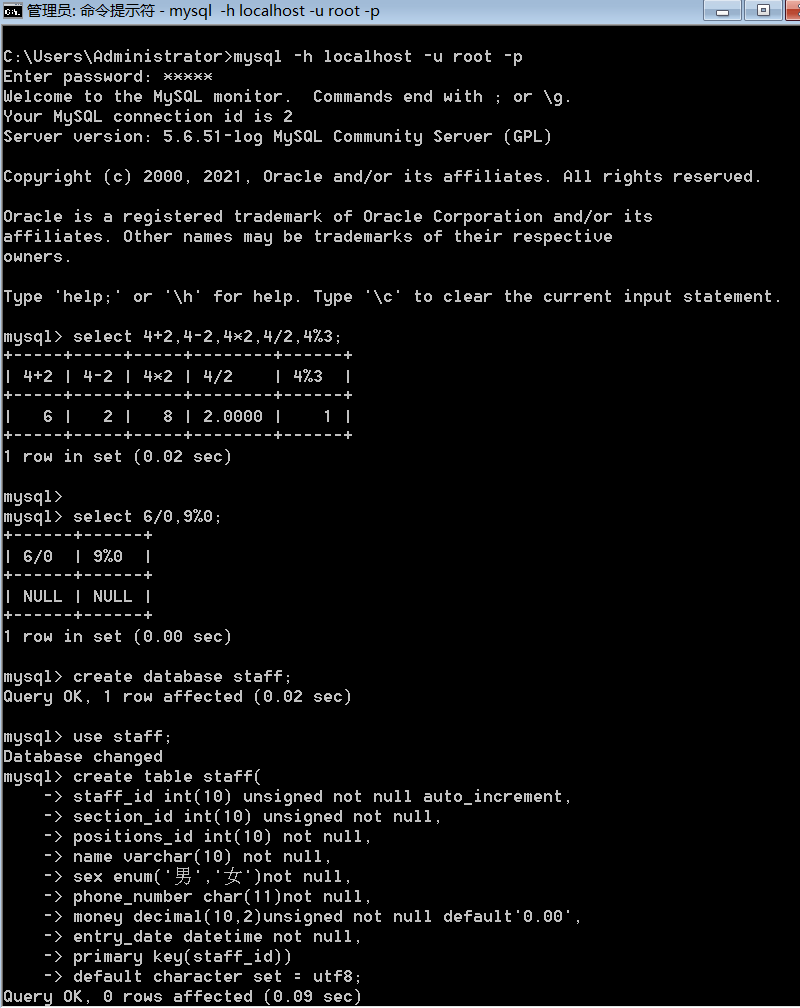 管理员: 命令提示符 - mysql  -h localhost -u root -p
C:\Users\Administrator>mysql -h localhost -u root -p
Enter password: *****
Welcome to the MySQL monitor.  Commands end with ; or \g.
Your MySQL connection id is 2
Server version: 5.6.51-log MySQL Community Server (GPL)
Copyright (c) 2000, 2021, Oracle and/or its affiliates. All rights reserved.
Oracle is a registered trademark of Oracle Corporation and/or its
affiliates. Other names may be trademarks of their respective
owners.
Type 'help;' or '\h' for help. Type '\c' to clear the current input statement.
mysql> select 4+2,4-2,4*2,4/2,4%3;
+-----+-----+-----+--------+------+
| 4+2 | 4-2 | 4*2 | 4/2    | 4%3  |
+-----+-----+-----+--------+------+
|   6 |   2 |   8 | 2.0000 |    1 |
+-----+-----+-----+--------+------+
1 row in set (0.02 sec)
mysql>
mysql> select 6/0,9%0;
+------+------+
| 6/0  | 9%0  |
+------+------+
| NULL | NULL |
+------+------+
1 row in set (0.00 sec)
mysql> create database staff;
Query OK, 1 row affected (0.02 sec)
mysql> use staff;
Database changed
mysql> create table staff(
    -> staff_id int(10) unsigned not null auto_increment,
    -> section_id int(10) unsigned not null,
    -> positions_id int(10) not null,
    -> name varchar(10) not null,
    -> sex enum('男','女')not null,
    -> phone_number char(11)not null,
    -> money decimal(10,2)unsigned not null default'0.00',
    -> entry_date datetime not null,
    -> primary key(staff_id))
    -> default character set = utf8;
Query OK, 0 rows affected (0.09 sec)